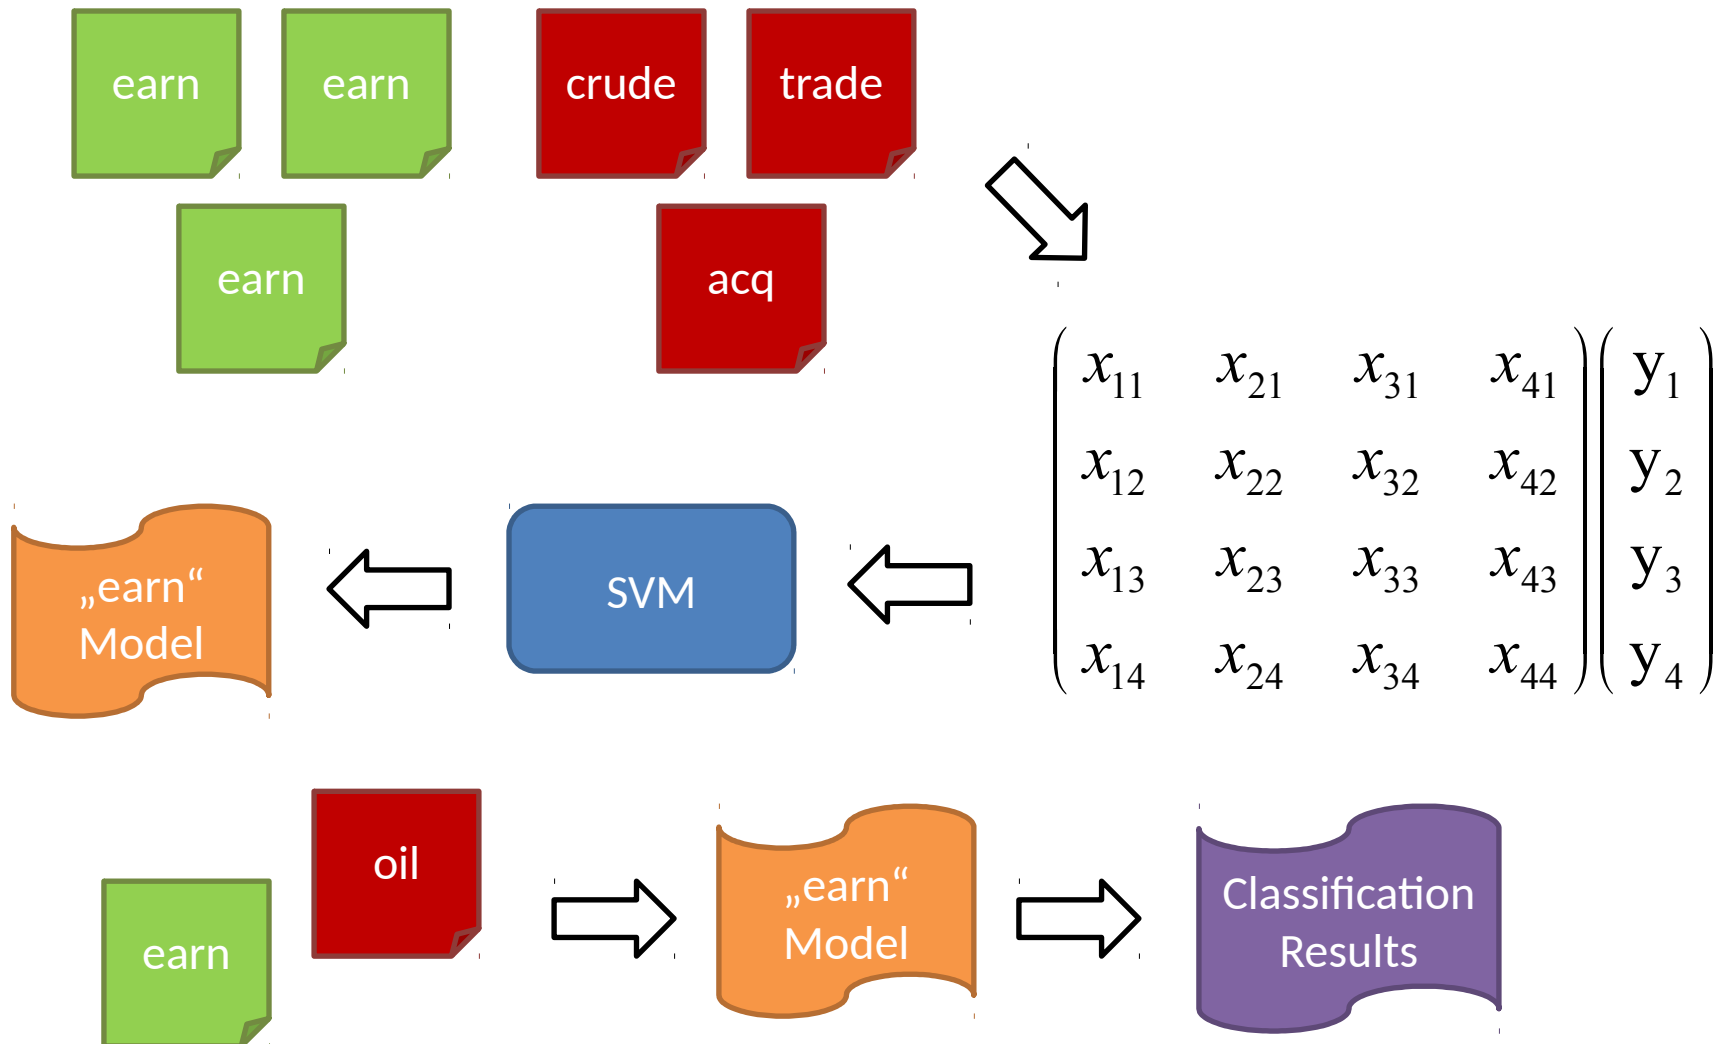 earn earn crude trade
earn acq
x11 x21 x31 x41 y1
x12 x22 x32 x42 y2
x13 x23 x33 x43 y3
x14 x24 x34 x44 y4
„earn“
Model
SVM
oil
earn
„earn“
Model
Classification
Results